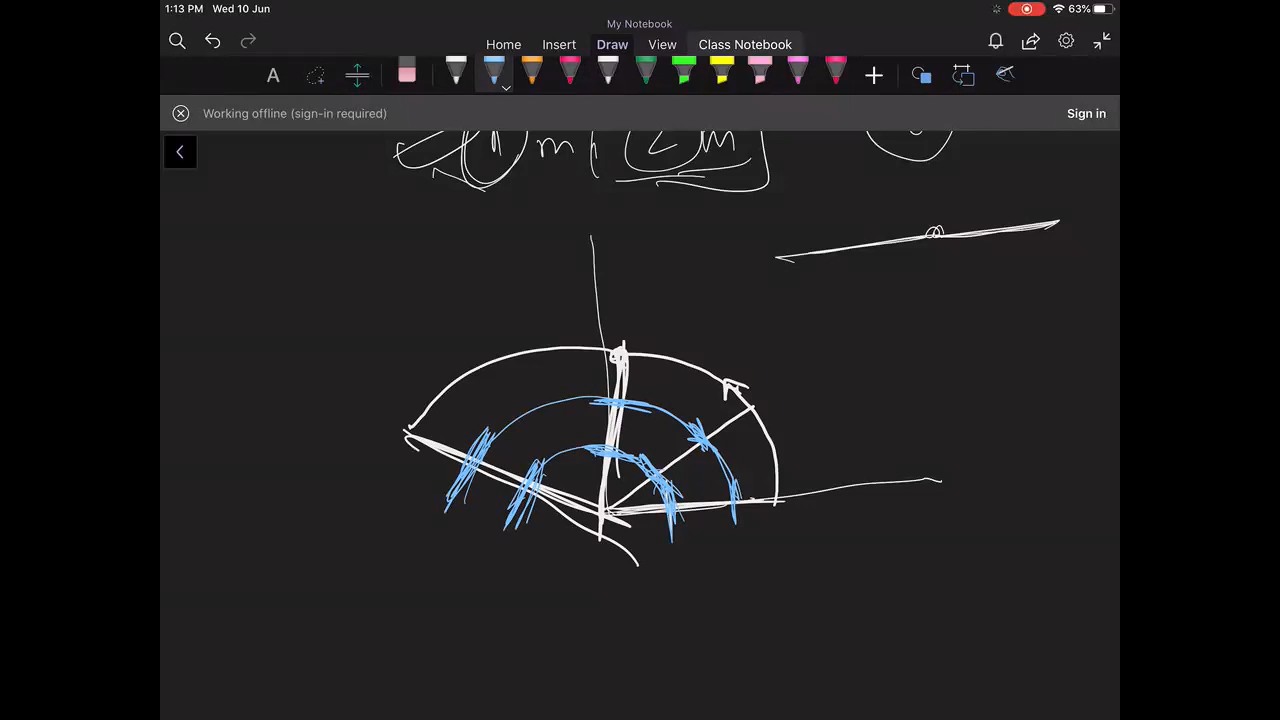 1:13 PM Wed 10 Jun
63%
My Notebook
Home Insert Draw View Class Notebook
A
Working offline (sign-in required)
Sign in
m 2 m